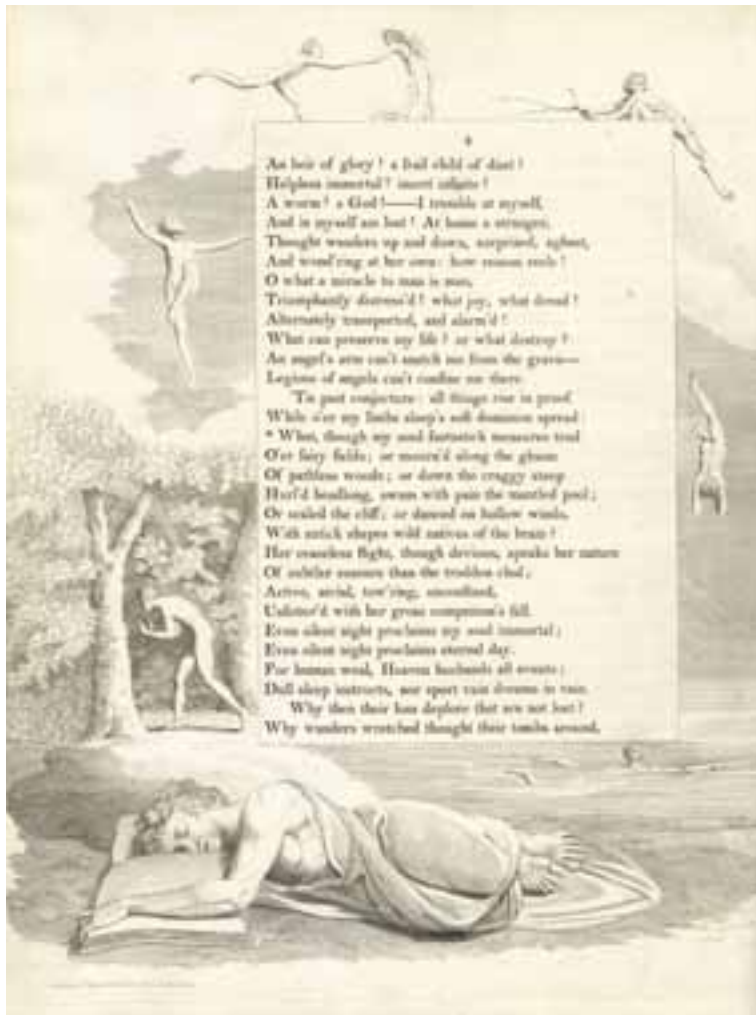 4
An heir of glory! a frail child of dust!
Helpless immortal! insect infinite!
A worm! a God!——I tremble at myself,
And in myself am lost! At home a stranger,
Thought wanders up and down, surprized, aghast,
And wond'ring at her own: how reason reels!
O what a miracle to man is man,
Triumphantly distress'd! what joy, what dread!
Alternately transported, and alarm'd!
What can preserve my life? or what destroy?
An angel's arm can't snatch me from the grave—
Legions of angels can't confine me there.
'Tis past conjecture: all things rise in proof
While o'er my limbs sleep's soft dominion spread:
* What, though my soul fantastick measures trod
O'er fairy fields; or mourn'd along the gloom
Of pathless woods; or down the craggy steep
Hurl'd headlong, swam with pain the mantled pool;
Or scaled the cliff; or danced on hollow winds,
With antick shapes wild natives of the brain?
Her ceaseless flight, though devious, speaks her nature
Of subtler essence than the trodden clod;
Active, aerial, tow'ring, unconfined,
Unfetter'd with her gross companion's fall.
Even silent night proclaims my soul immortal;
Even silent night proclaims eternal day.
For human weal, Heaven husbands all events;
Dull sleep instructs, nor sport vain dreams in vain.
Why then their loss deplore that are not lost?
Why wanders wretched thought their tombs around,